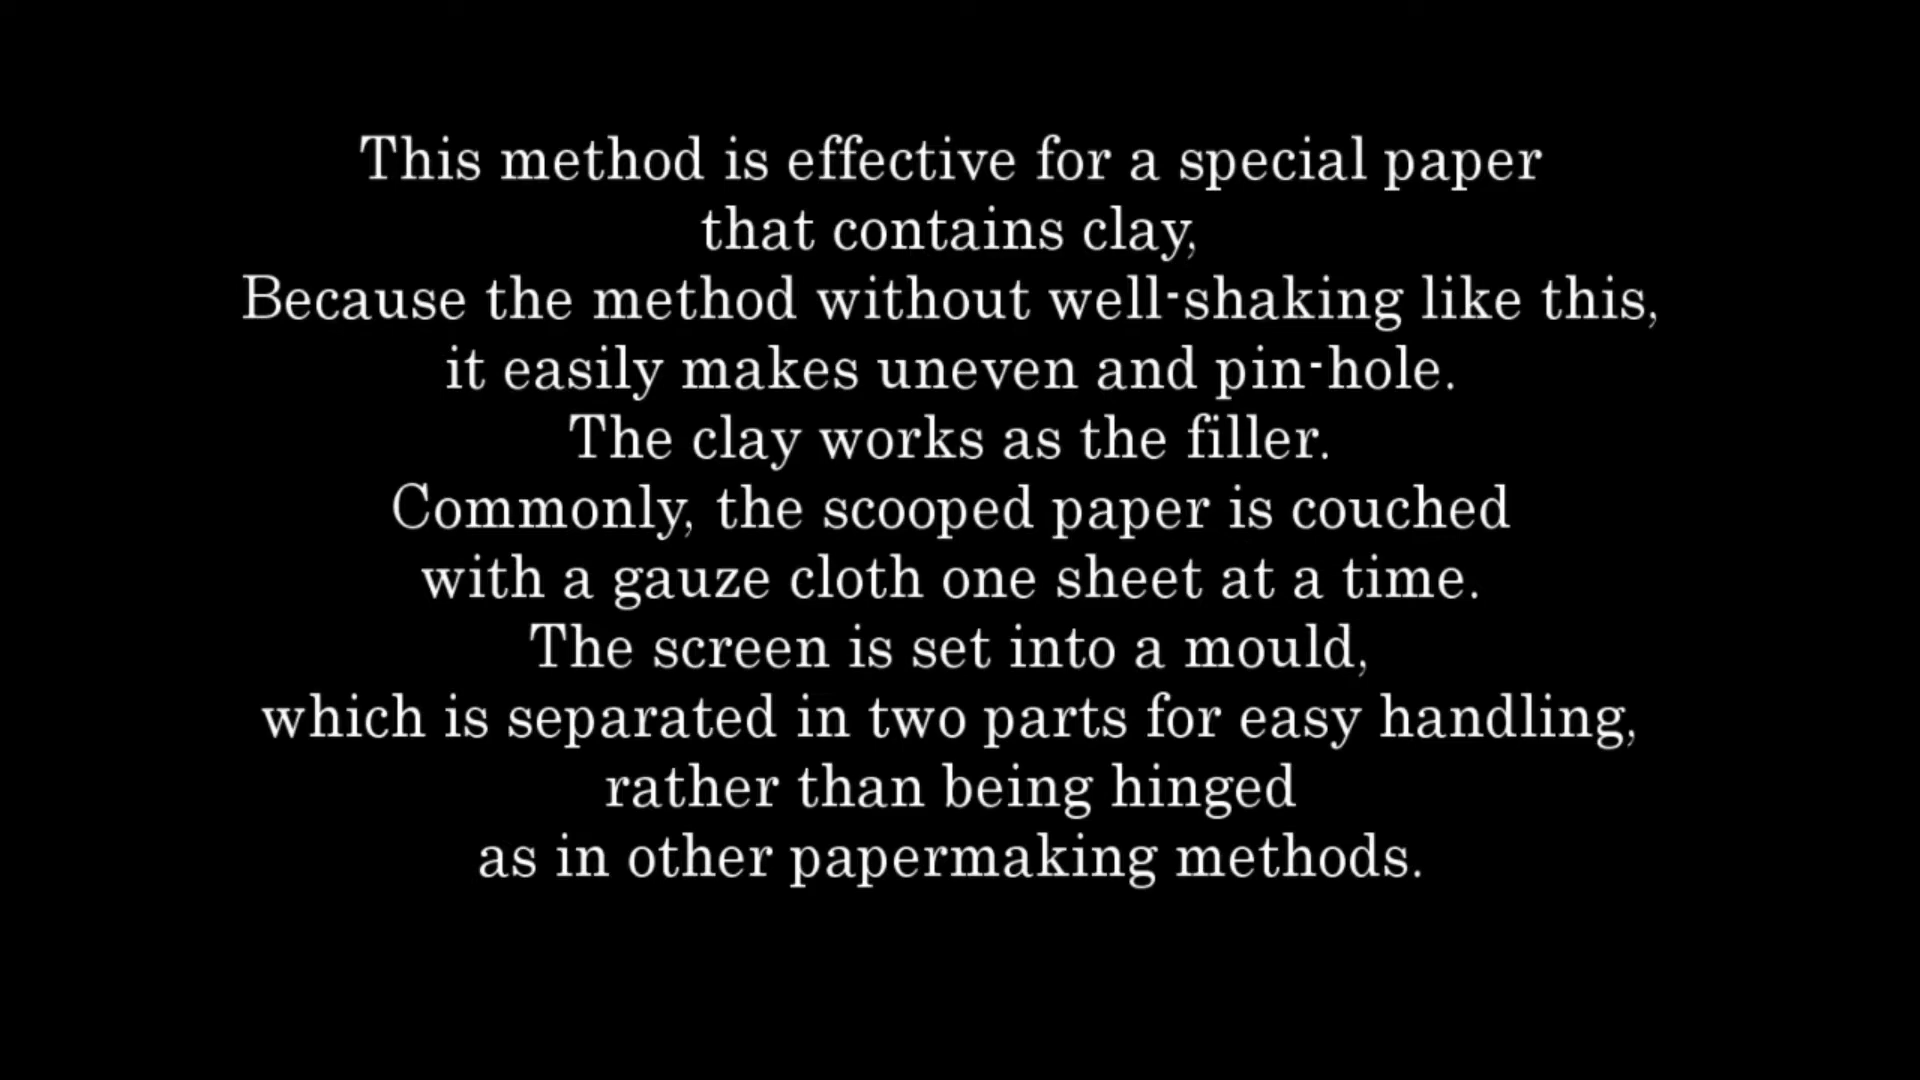 This method is effective for a special paper
that contains clay,
Because the method without well-shaking like this,
it easily makes uneven and pin-hole.
The clay works as the filler.
Commonly, the scooped paper is couched
with a gauze cloth one sheet at a time.
The screen is set into a mould,
which is separated in two parts for easy handling,
rather than being hinged
as in other papermaking methods.